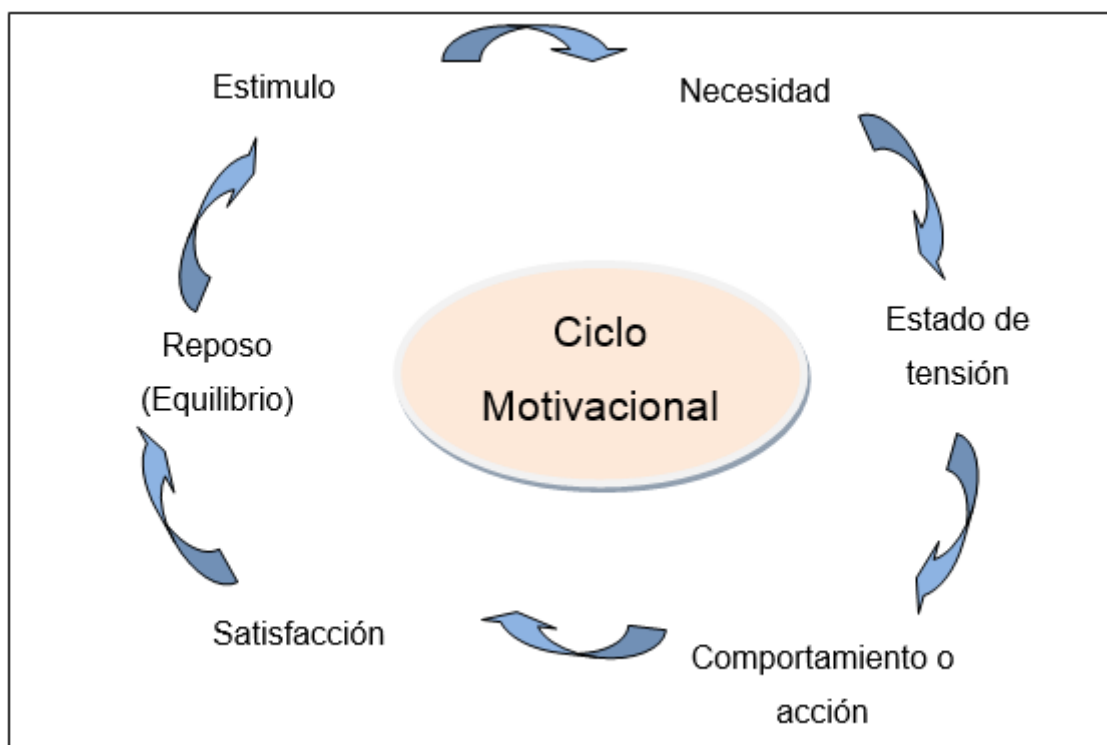 Estimulo
Necesidad
Estado de
tensión
Comportamiento o
acción
Satisfacción
Reposo
(Equilibrio)
Ciclo
Motivacional